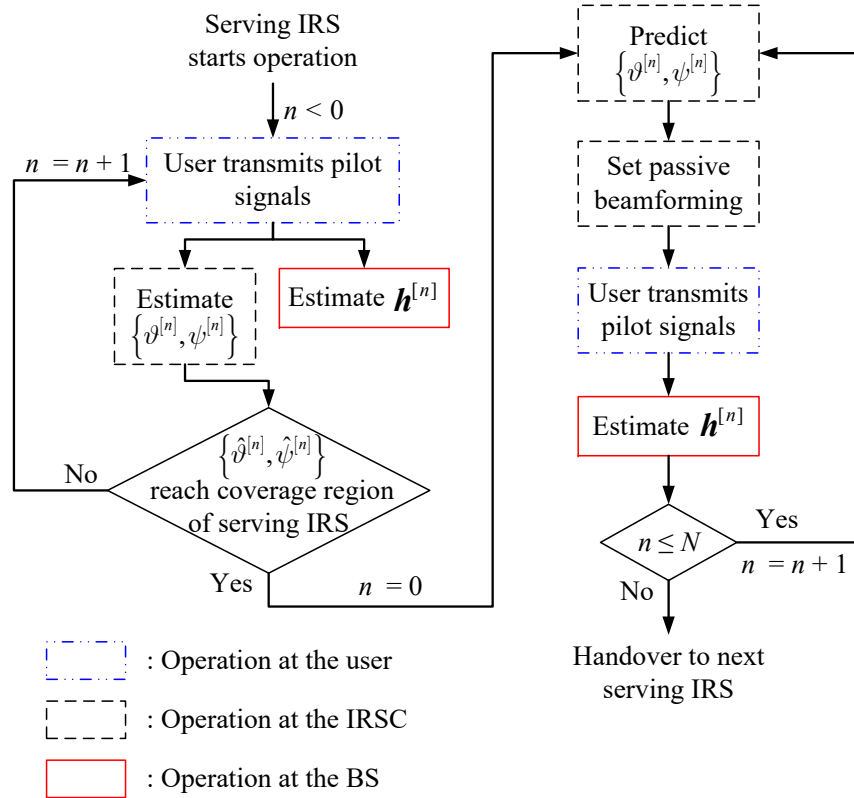 Serving IRS
starts operation
n < 0
n = n + 1
User transmits pilot
signals
Estimate
{ϑ^[n], ψ^[n]}
Estimate h^[n]
{ϑ̂^[n], ψ̂^[n]}
reach coverage region
of serving IRS
No
Yes
n = 0
Predict
{ϑ^[n], ψ^[n]}
Set passive
beamforming
User transmits
pilot signals
Estimate h^[n]
n ≤ N
Yes
n = n + 1
No
Handover to next
serving IRS
: Operation at the user
: Operation at the IRSC
: Operation at the BS